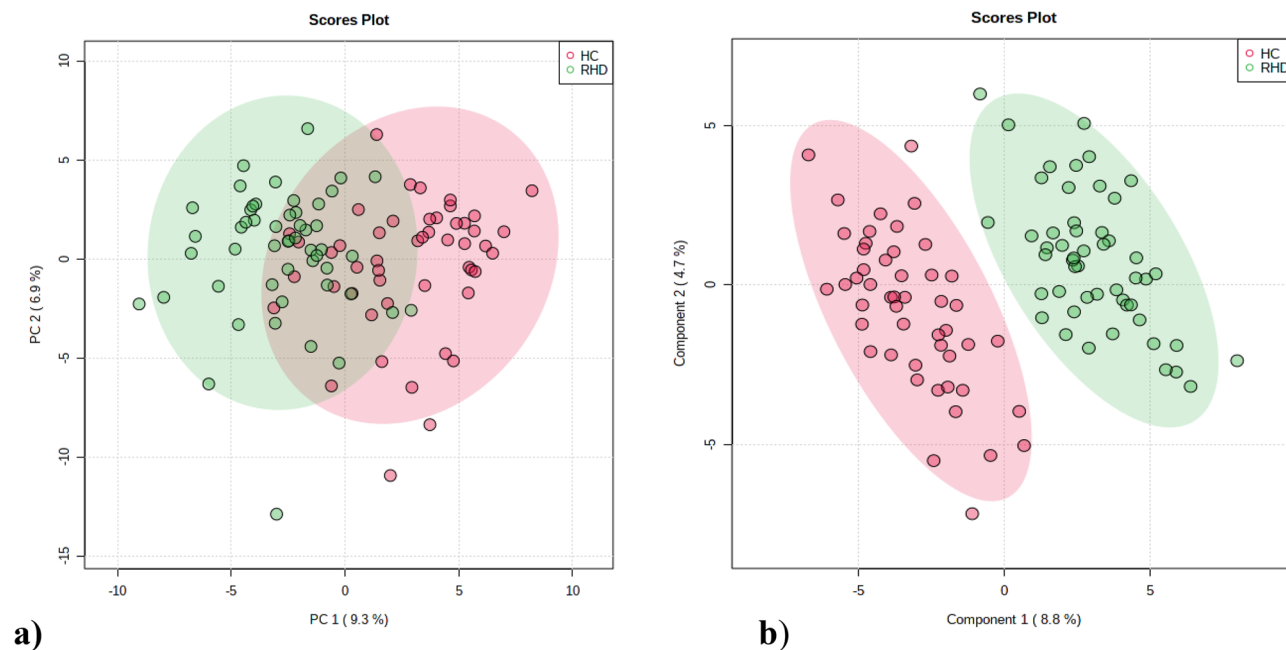 Scores Plot
HC
RHD
10
5
0
-5
-10
-15
PC 2 ( 6.9 %)
-10
-5
0
5
10
PC 1 ( 9.3 %)
a)
Scores Plot
HC
RHD
5
0
-5
Component 2 ( 4.7 %)
-5
0
5
Component 1 ( 8.8 %)
b)